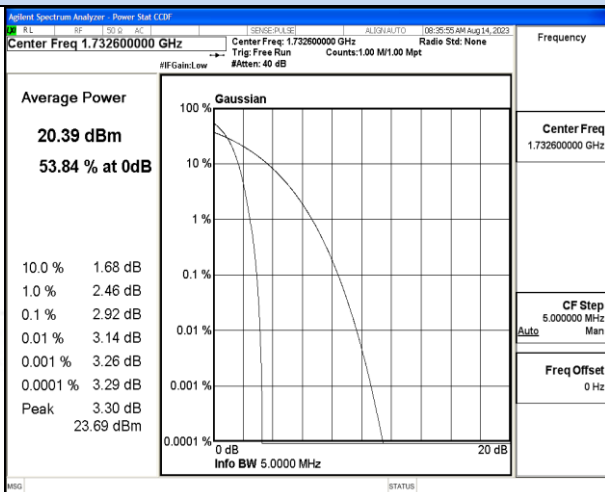 Agilent Spectrum Analyzer - Power Stat CCDF
LXI RL RF 50 Ω AC SENSE:PULSE ALIGNAUTO 08:35:55 AM Aug 14, 2023
Center Freq 1.732600000 GHz
Center Freq: 1.732600000 GHz Radio Std: None
Trig: Free Run Counts:1.00 M/1.00 Mpt
#IFGain:Low #Atten: 40 dB
Frequency
Average Power
20.39 dBm
53.84 % at 0dB
10.0 % 1.68 dB
1.0 % 2.46 dB
0.1 % 2.92 dB
0.01 % 3.14 dB
0.001 % 3.26 dB
0.0001 % 3.29 dB
Peak 3.30 dB
23.69 dBm
Gaussian
100 %
10 %
1 %
0.1 %
0.01 %
0.001 %
0.0001 %
0 dB 20 dB
Info BW 5.0000 MHz
Center Freq
1.732600000 GHz
CF Step
5.000000 MHz
Auto Man
Freq Offset
0 Hz
MSG STATUS